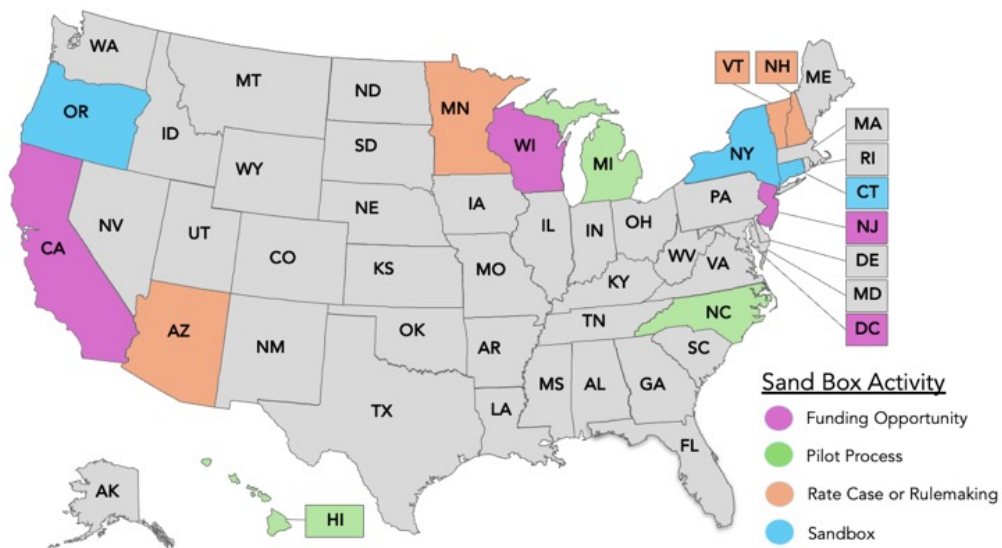 WA
MT
ND
MN
VT
NH
ME
OR
ID
SD
WI
MI
NY
MA
RI
WY
CT
NE
IA
PA
NJ
NV
UT
CO
IL
IN
OH
DE
CA
KS
MO
WV
VA
MD
KY
DC
AZ
NM
OK
AR
TN
NC
SC
TX
LA
MS
AL
GA
FL
AK
HI
Sand Box Activity
Funding Opportunity
Pilot Process
Rate Case or Rulemaking
Sandbox